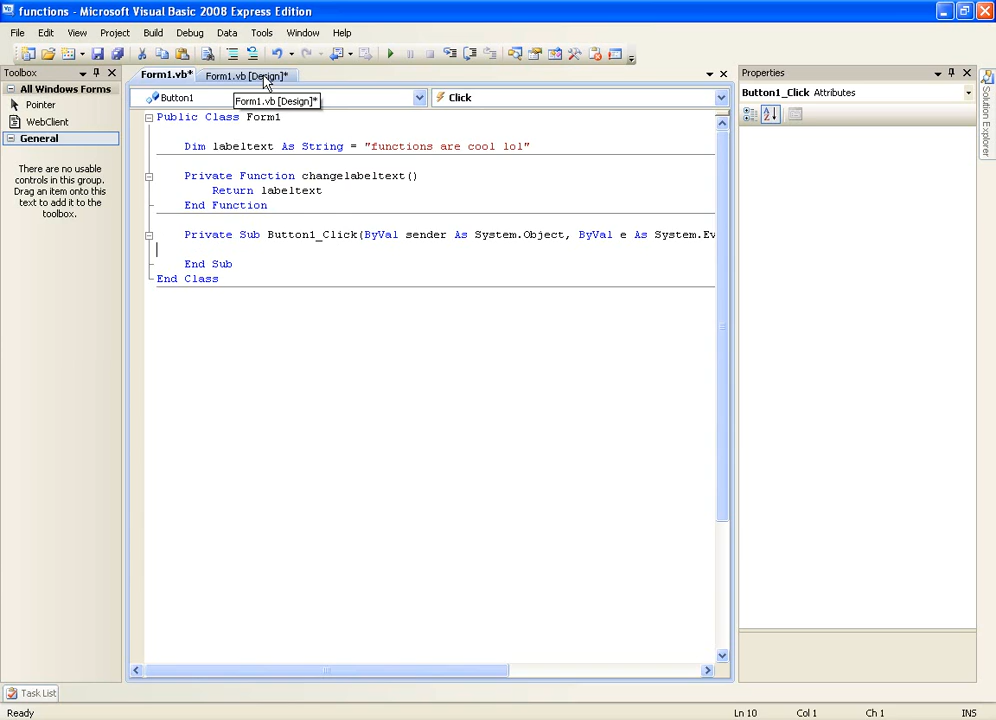 functions - Microsoft Visual Basic 2008 Express Edition
File Edit View Project Build Debug Data Tools Window Help
Toolbox
Form1.vb* Form1.vb [Design]*
Properties
All Windows Forms
Pointer
WebClient
General
There are no usable
controls in this group.
Drag an item onto this
text to add it to the
toolbox.
Button1
Form1.vb [Design]*
Click
Public Class Form1
Dim labeltext As String = "functions are cool lol"
Private Function changelabeltext()
Return labeltext
End Function
Private Sub Button1_Click(ByVal sender As System.Object, ByVal e As System.Ev
End Sub
End Class
Button1_Click Attributes
Solution Explorer
Task List
Ready
Ln 10 Col 1 Ch 1 INS